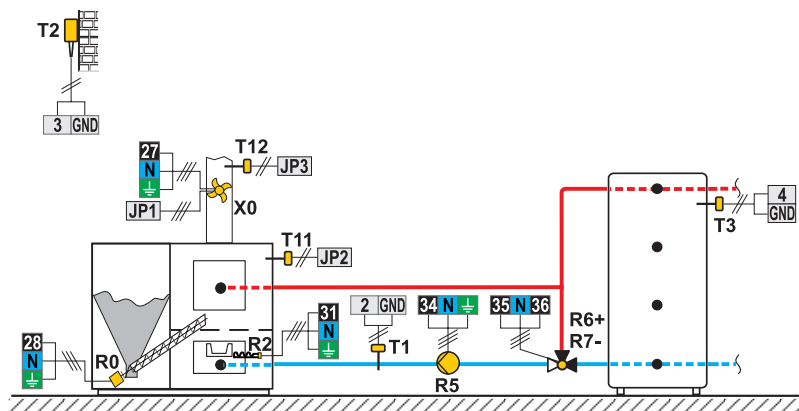 T2
3 GND
27
N
T12
JP3
JP1
X0
T11
JP2
4
GND
T3
2 GND
34 N
35 N 36
31
N
R6+
R7-
28
N
R0
R2
T1
R5